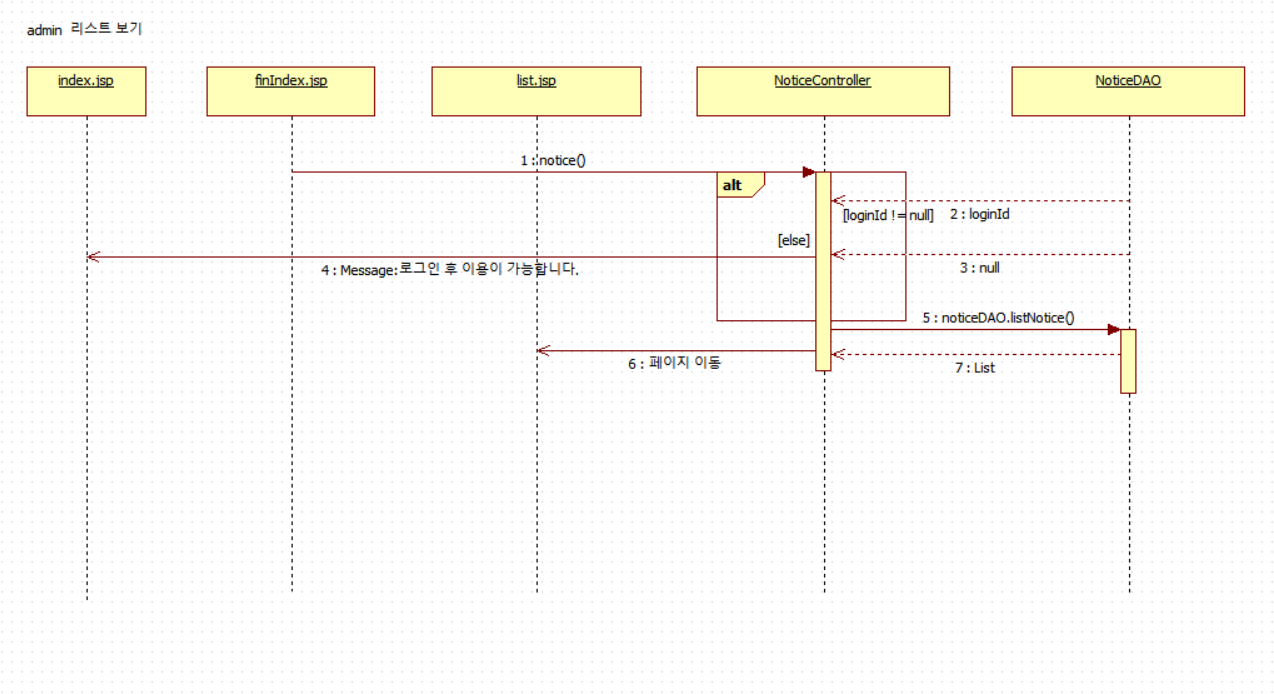 admin 리스트 보기
index.jsp
finIndex.jsp
list.jsp
NoticeController
NoticeDAO
1 : notice()
alt
[loginId != null]
2 : loginId
[else]
3 : null
4 : Message:로그인 후 이용이 가능합니다.
5 : noticeDAO.listNotice()
6 : 페이지 이동
7 : List